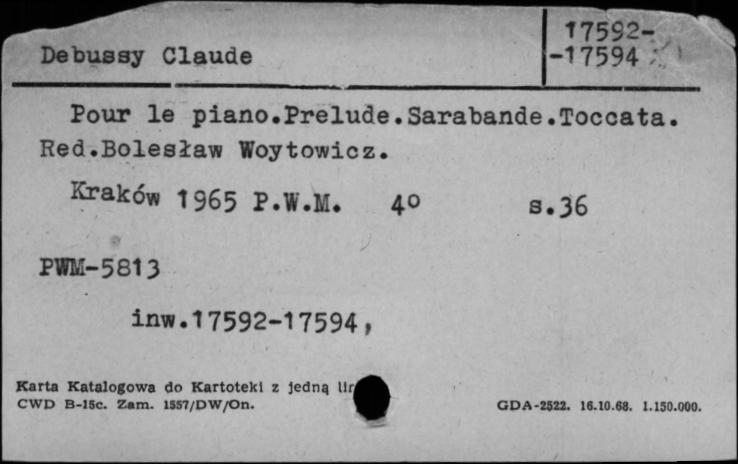 Debussy Claude
17592-
-17594
Pour le piano.Prelude.Sarabande.Toccata.
Red.Bolesław Woytowicz.
Kraków 1965 P.W.M. 4° s.36
PWM-5813
inw.17592-17594,
Karta Katalogowa do Kartoteki z jedną
CWD B-15c. Zam. 1557/DW/On.
GDA-2522. 16.10.68. 1.150.000.